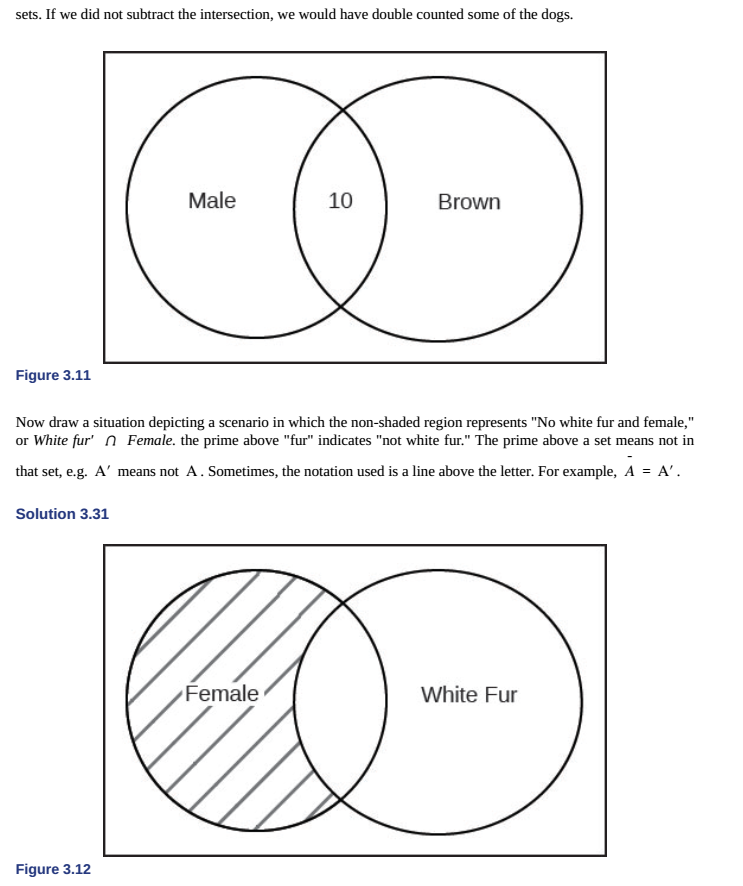 sets. If we did not subtract the intersection, we would have double counted some of the dogs.
Male
10
Brown
Figure 3.11
Now draw a situation depicting a scenario in which the non-shaded region represents "No white fur and female,"
or White fur′ ∩ Female. the prime above "fur" indicates "not white fur." The prime above a set means not in
that set, e.g. A′ means not A. Sometimes, the notation used is a line above the letter. For example, A̅ = A′.
Solution 3.31
Female
White Fur
Figure 3.12